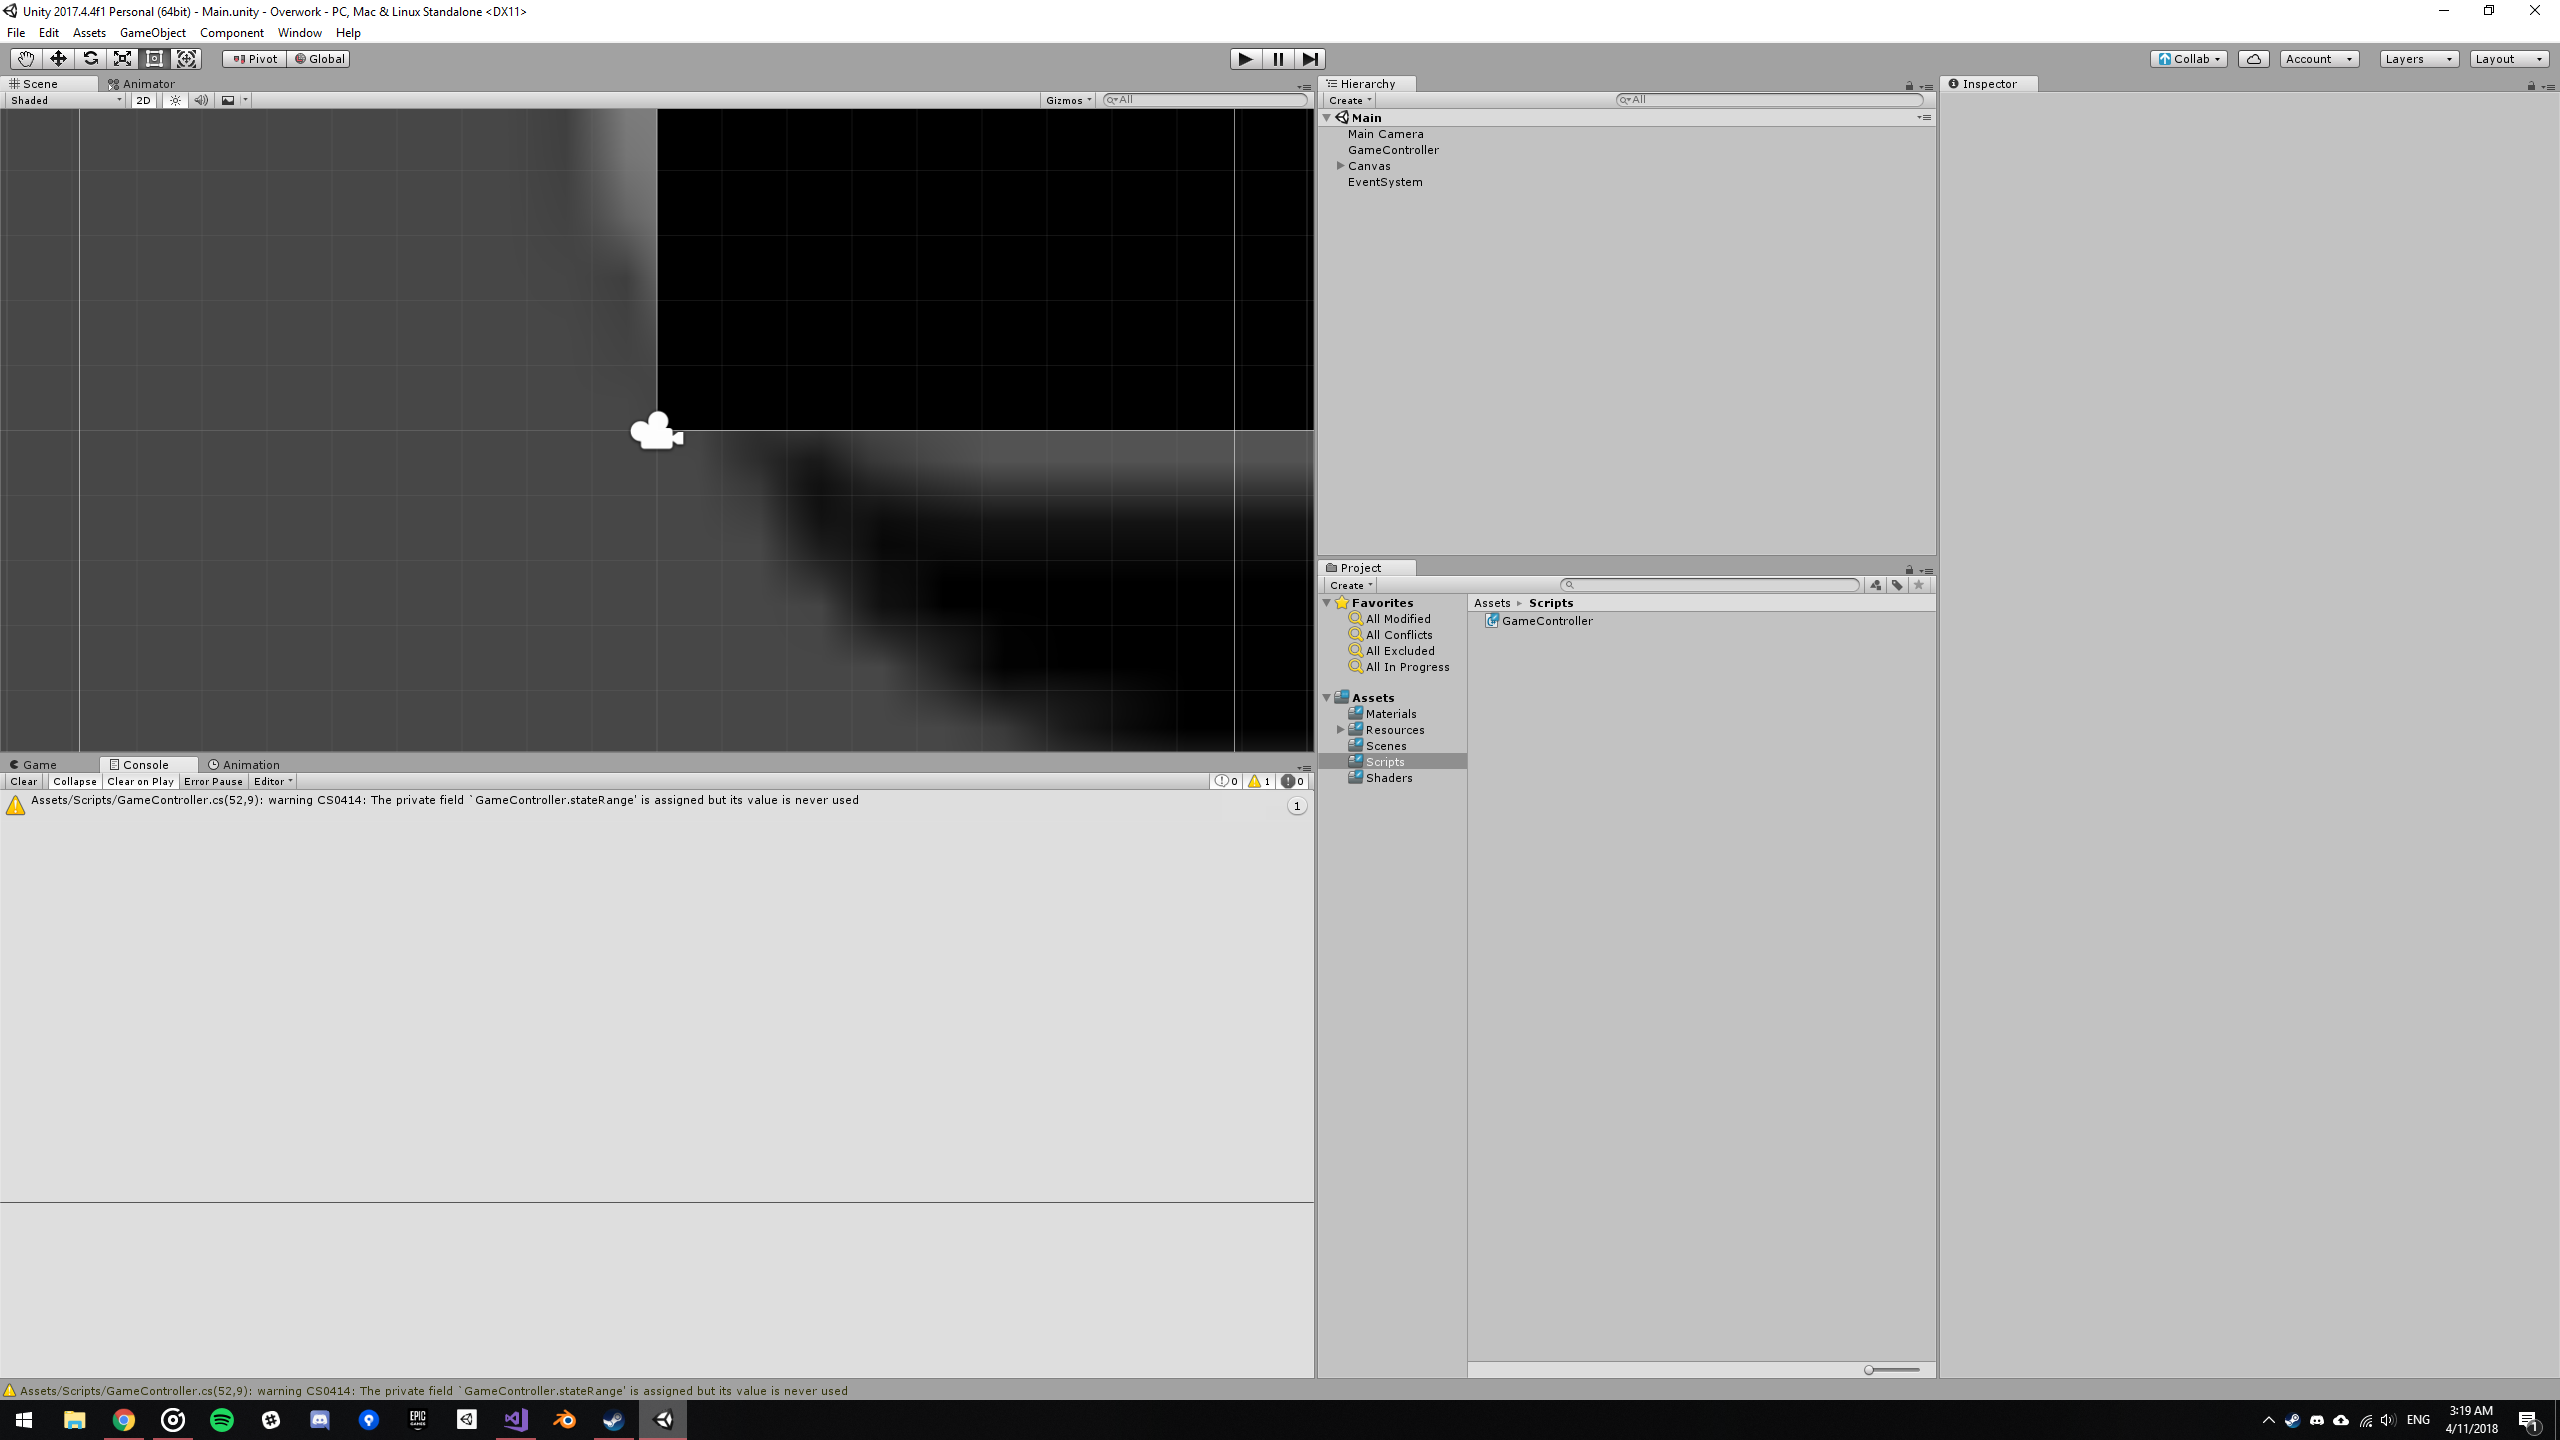 Unity 2017.4.4f1 Personal (64bit) - Main.unity - Overwork - PC, Mac & Linux Standalone <DX11>
File Edit Assets GameObject Component Window Help
Pivot Global
Collab Account Layers Layout
Scene Animator
Shaded 2D Gizmos All
Hierarchy
Create All
Main
Main Camera
GameController
Canvas
EventSystem
Inspector
Project
Create
Favorites
All Modified
All Conflicts
All Excluded
All In Progress
Assets
Materials
Resources
Scenes
Scripts
Shaders
Assets Scripts
GameController
Game Console Animation
Clear Collapse Clear on Play Error Pause Editor 0 1 0
Assets/Scripts/GameController.cs(52,9): warning CS0414: The private field `GameController.stateRange' is assigned but its value is never used
1
Assets/Scripts/GameController.cs(52,9): warning CS0414: The private field `GameController.stateRange' is assigned but its value is never used
EPIC
GAMES
ENG
3:19 AM
4/11/2018
1